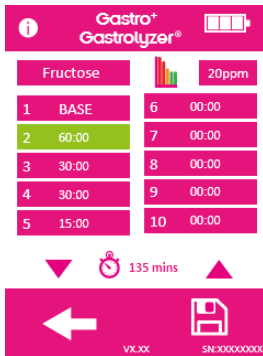 Gastro+
Gastrolyzer®
Fructose
20ppm
1 BASE
2 60:00
3 30:00
4 30:00
5 15:00
6 00:00
7 00:00
8 00:00
9 00:00
10 00:00
135 mins
VX.XX
SN:XXXXXXXXX